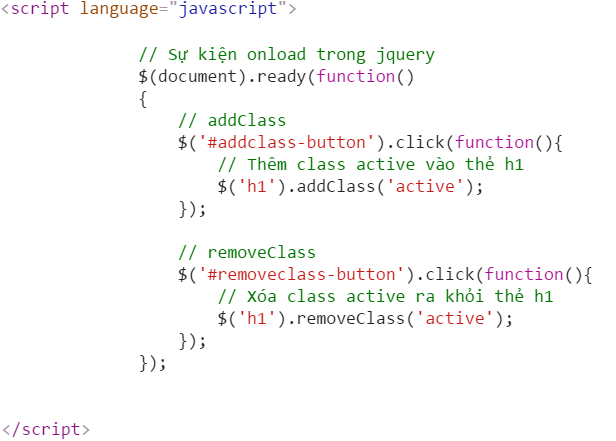 <script language="javascript">
// Sự kiện onload trong jquery
$(document).ready(function()
{
// addClass
$('#addclass-button').click(function(){
// Thêm class active vào thẻ h1
$('h1').addClass('active');
});
// removeClass
$('#removeclass-button').click(function(){
// Xóa class active ra khỏi thẻ h1
$('h1').removeClass('active');
});
});
</script>